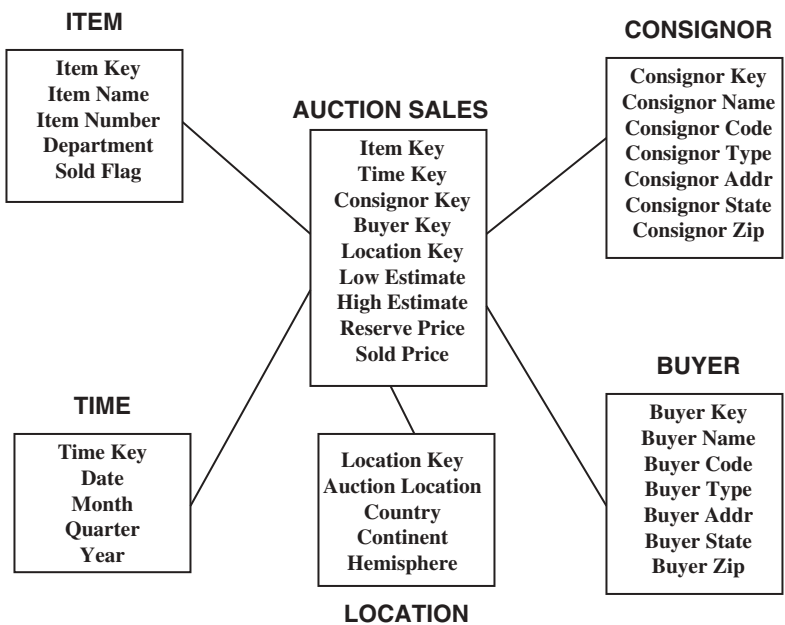 ITEM
Item Key
Item Name
Item Number
Department
Sold Flag
AUCTION SALES
Item Key
Time Key
Consignor Key
Buyer Key
Location Key
Low Estimate
High Estimate
Reserve Price
Sold Price
CONSIGNOR
Consignor Key
Consignor Name
Consignor Code
Consignor Type
Consignor Addr
Consignor State
Consignor Zip
TIME
Time Key
Date
Month
Quarter
Year
Location Key
Auction Location
Country
Continent
Hemisphere
LOCATION
BUYER
Buyer Key
Buyer Name
Buyer Code
Buyer Type
Buyer Addr
Buyer State
Buyer Zip